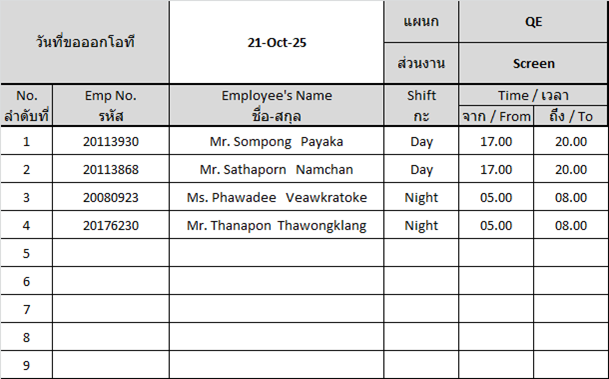 วันที่ขอออกโอที 21-Oct-25 แผนก QE
ส่วนงาน Screen
No. Emp No. Employee's Name Shift Time / เวลา
ลำดับที่ รหัส ชื่อ-สกุล กะ จาก / From ถึง / To
1 20113930 Mr. Sompong Payaka Day 17.00 20.00
2 20113868 Mr. Sathaporn Namchan Day 17.00 20.00
3 20080923 Ms. Phawadee Veawkratoke Night 05.00 08.00
4 20176230 Mr. Thanapon Thawongklang Night 05.00 08.00
5
6
7
8
9